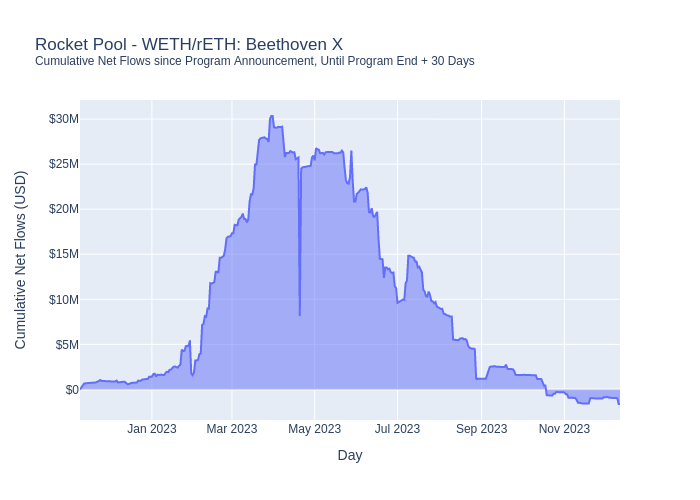 Rocket Pool - WETH/rETH: Beethoven X
Cumulative Net Flows since Program Announcement, Until Program End + 30 Days
Cumulative Net Flows (USD)
$30M
$25M
$20M
$15M
$10M
$5M
$0
Jan 2023
Mar 2023
May 2023
Jul 2023
Sep 2023
Nov 2023
Day